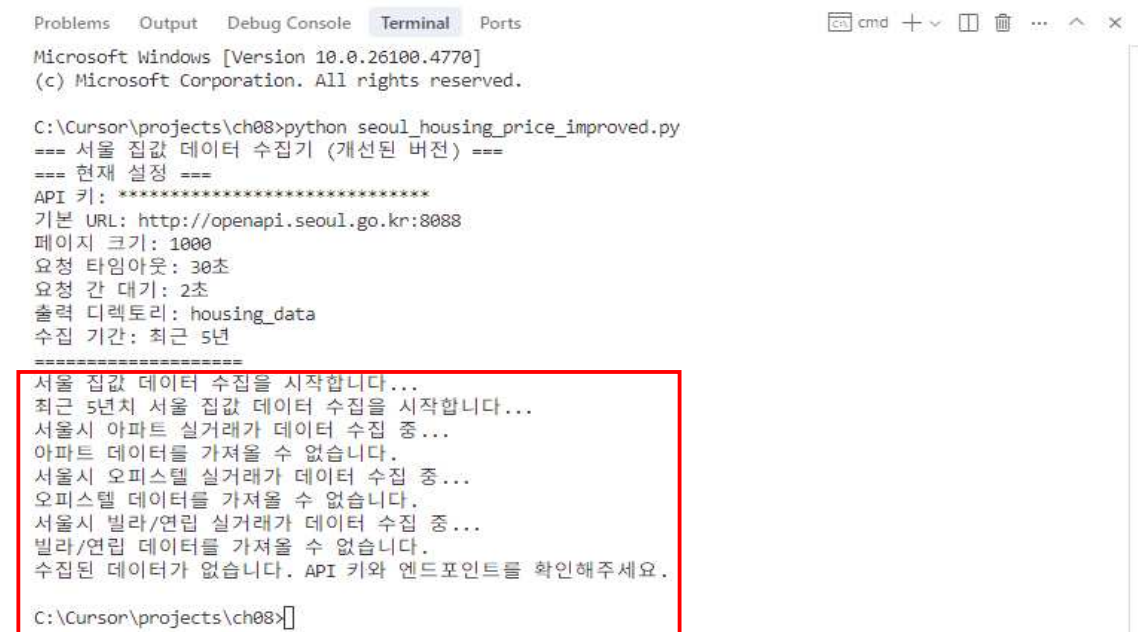 Problems Output Debug Console Terminal Ports cmd
Microsoft Windows [Version 10.0.26100.4770]
(c) Microsoft Corporation. All rights reserved.
C:\Cursor\projects\ch08>python seoul_housing_price_improved.py
=== 서울 집값 데이터 수집기 (개선된 버전) ===
=== 현재 설정 ===
API 키: ******************************
기본 URL: http://openapi.seoul.go.kr:8088
페이지 크기: 1000
요청 타임아웃: 30초
요청 간 대기: 2초
출력 디렉토리: housing_data
수집 기간: 최근 5년
====================
서울 집값 데이터 수집을 시작합니다...
최근 5년치 서울 집값 데이터 수집을 시작합니다...
서울시 아파트 실거래가 데이터 수집 중...
아파트 데이터를 가져올 수 없습니다.
서울시 오피스텔 실거래가 데이터 수집 중...
오피스텔 데이터를 가져올 수 없습니다.
서울시 빌라/연립 실거래가 데이터 수집 중...
빌라/연립 데이터를 가져올 수 없습니다.
수집된 데이터가 없습니다. API 키와 엔드포인트를 확인해주세요.
C:\Cursor\projects\ch08>